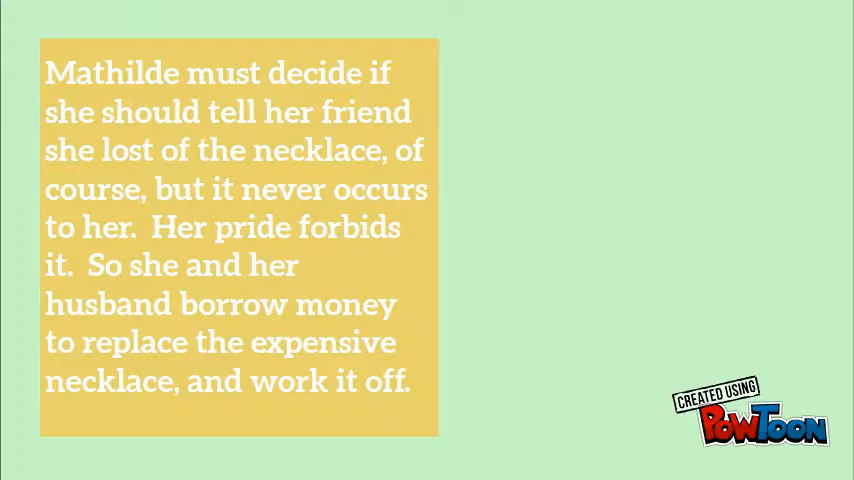 Mathilde must decide if
she should tell her friend
she lost of the necklace, of
course, but it never occurs
to her.  Her pride forbids
it.  So she and her
husband borrow money
to replace the expensive
necklace, and work it off.
CREATED USING
POWTOON